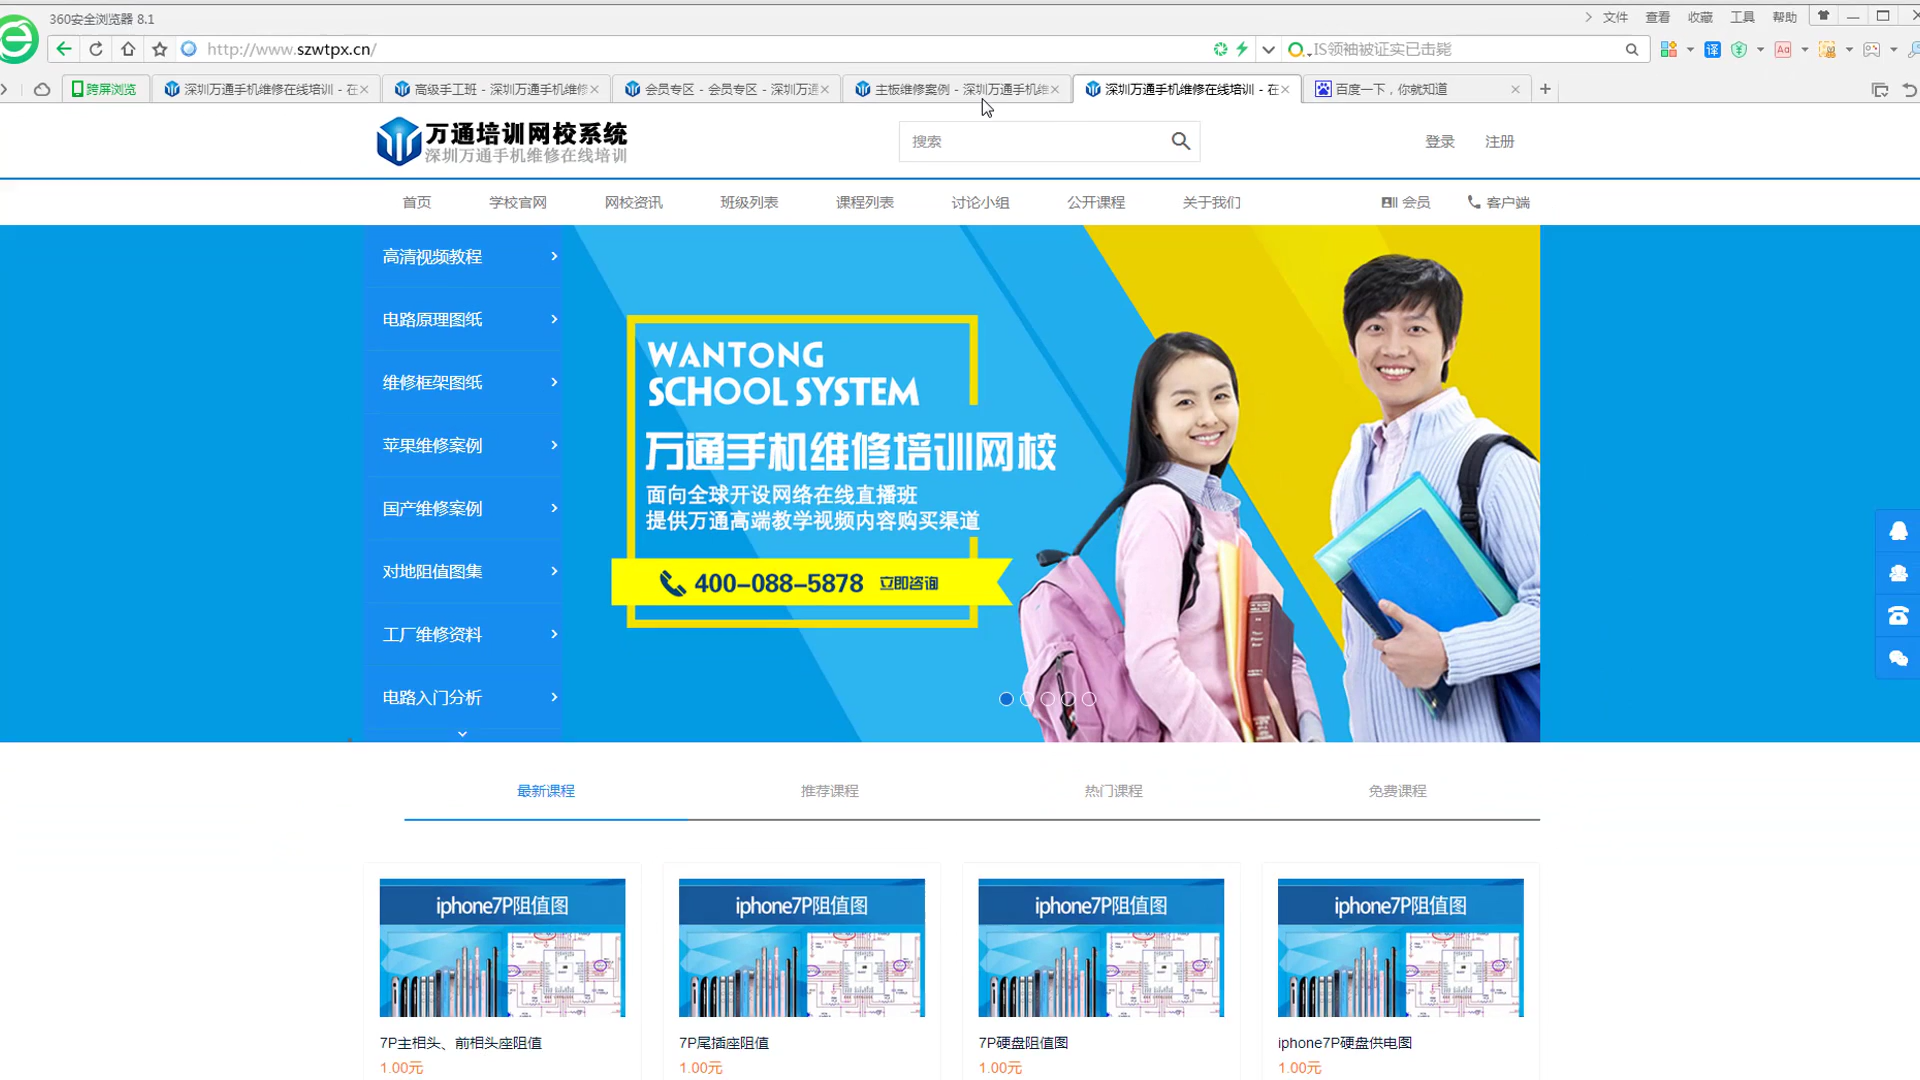 360安全浏览器 8.1
文件 查看 收藏 工具 帮助
http://www.szwtpx.cn/
IS领袖被证实已击毙
跨屏浏览
深圳万通手机维修在线培训 - 在
高级手工班 - 深圳万通手机维修
会员专区 - 会员专区 - 深圳万通
主板维修案例 - 深圳万通手机维
深圳万通手机维修在线培训 - 在
百度一下，你就知道
万通培训网校系统
深圳万通手机维修在线培训
搜索
登录 注册
首页 学校官网 网校资讯 班级列表 课程列表 讨论小组 公开课程 关于我们 会员 客户端
高清视频教程
电路原理图纸
维修框架图纸
苹果维修案例
国产维修案例
对地阻值图集
工厂维修资料
电路入门分析
WANTONG
SCHOOL SYSTEM
万通手机维修培训网校
面向全球开设网络在线直播班
提供万通高端教学视频内容购买渠道
400-088-5878 立即咨询
最新课程 推荐课程 热门课程 免费课程
iphone7P阻值图 iphone7P阻值图 iphone7P阻值图 iphone7P阻值图
7P主相头、前相头座阻值 7P尾插座阻值 7P硬盘阻值图 iphone7P硬盘供电图
1.00元 1.00元 1.00元 1.00元